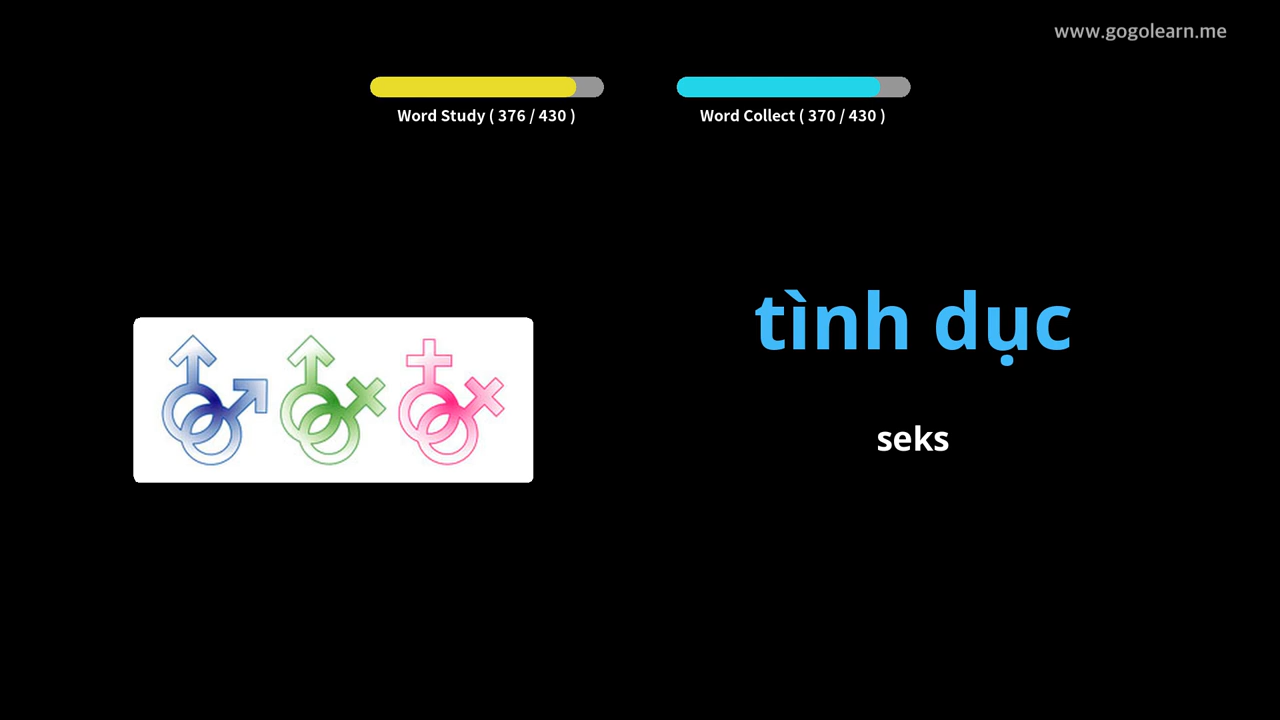 www.gogolearn.me
Word Study ( 376 / 430 )
Word Collect ( 370 / 430 )
tình dục
seks